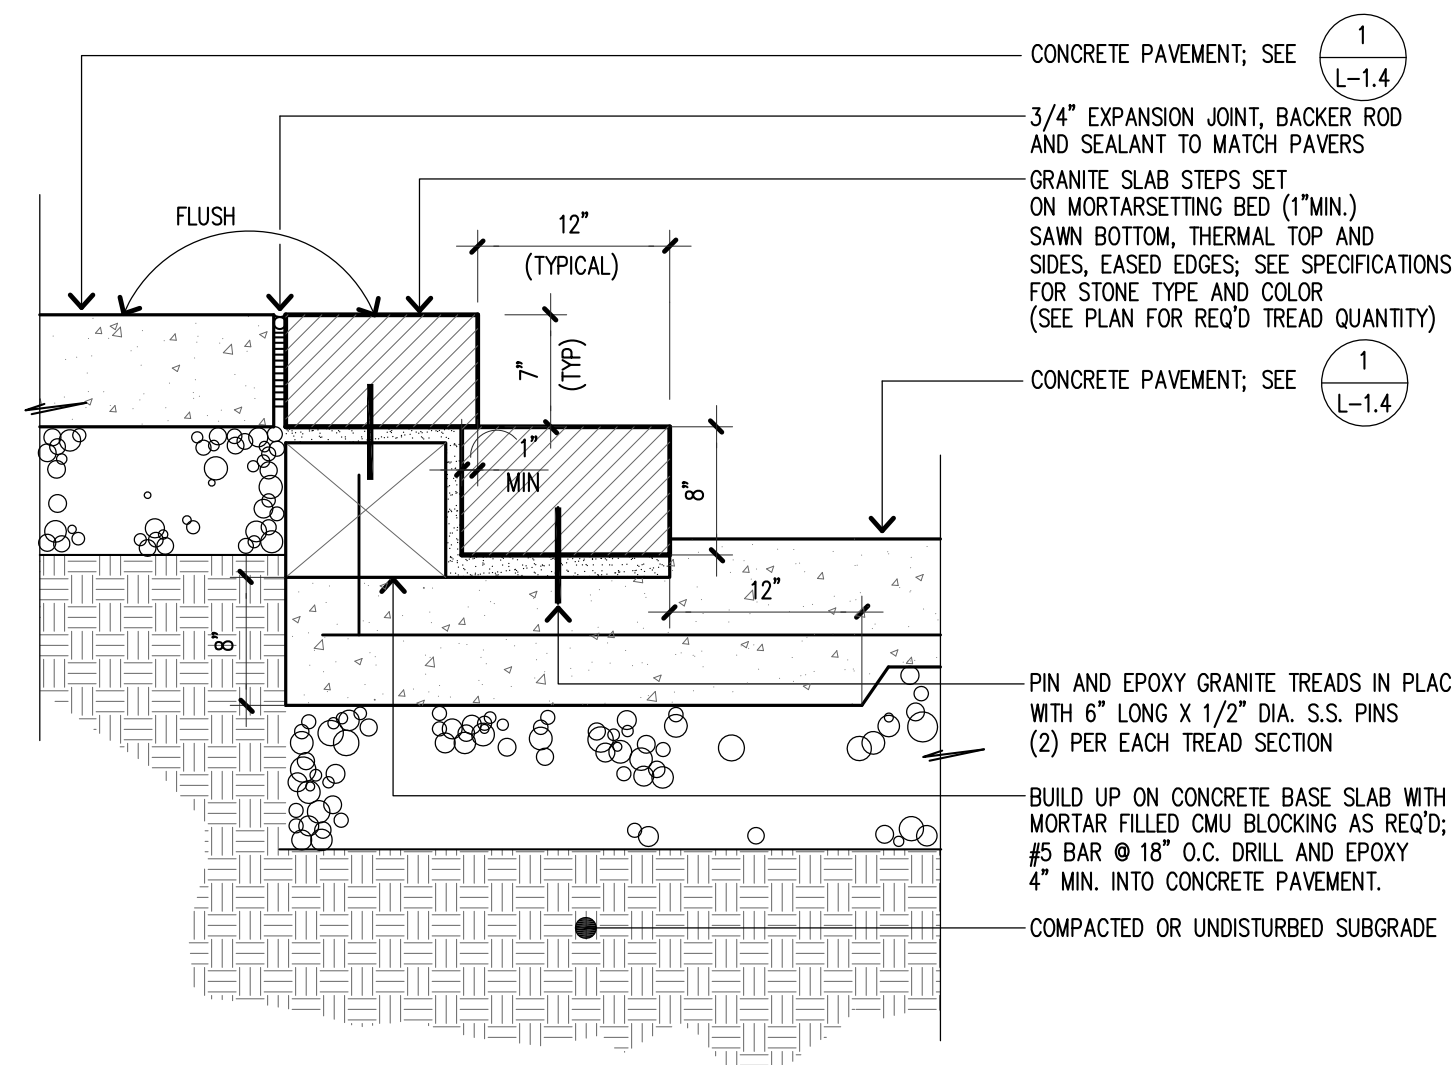 CONCRETE PAVEMENT; SEE
1
L-1.4
3/4" EXPANSION JOINT, BACKER ROD
AND SEALANT TO MATCH PAVERS
GRANITE SLAB STEPS SET
ON MORTARSETTING BED (1"MIN.)
SAWN BOTTOM, THERMAL TOP AND
SIDES, EASED EDGES; SEE SPECIFICATIONS
FOR STONE TYPE AND COLOR
(SEE PLAN FOR REQ'D TREAD QUANTITY)
CONCRETE PAVEMENT; SEE
1
L-1.4
FLUSH
12"
(TYPICAL)
7"
(TYP)
1"
MIN
8"
12"
8"
PIN AND EPOXY GRANITE TREADS IN PLAC
WITH 6" LONG X 1/2" DIA. S.S. PINS
(2) PER EACH TREAD SECTION
BUILD UP ON CONCRETE BASE SLAB WITH
MORTAR FILLED CMU BLOCKING AS REQ'D;
#5 BAR @ 18" O.C. DRILL AND EPOXY
4" MIN. INTO CONCRETE PAVEMENT.
COMPACTED OR UNDISTURBED SUBGRADE